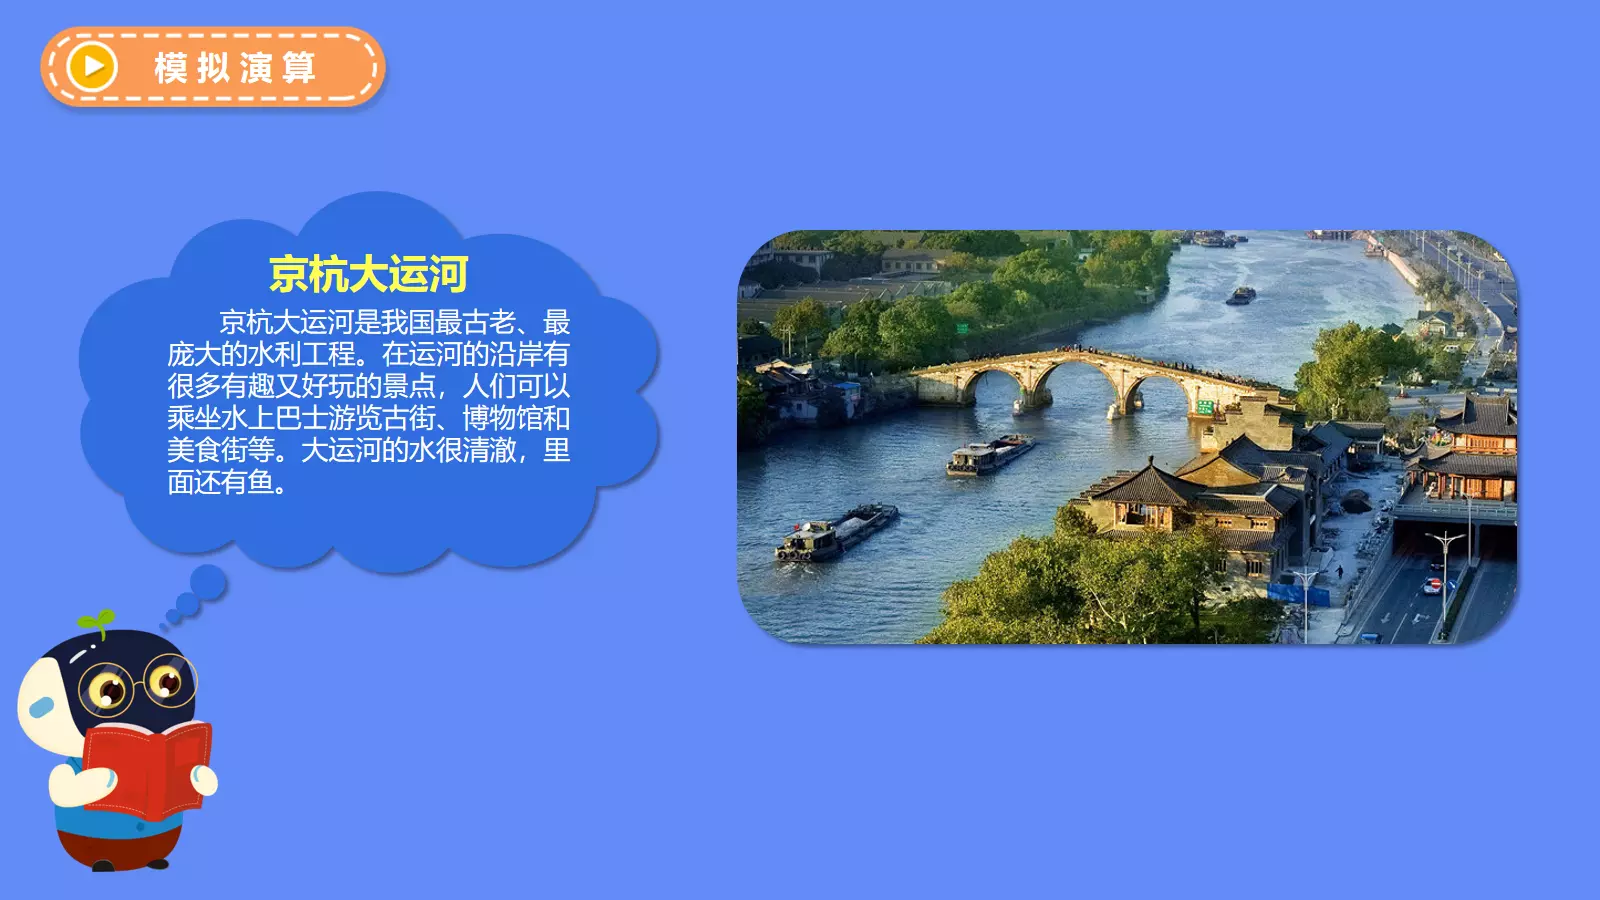 模拟演算
京杭大运河
京杭大运河是我国最古老、最
庞大的水利工程。在运河的沿岸有
很多有趣又好玩的景点，人们可以
乘坐水上巴士游览古街、博物馆和
美食街等。大运河的水很清澈，里
面还有鱼。